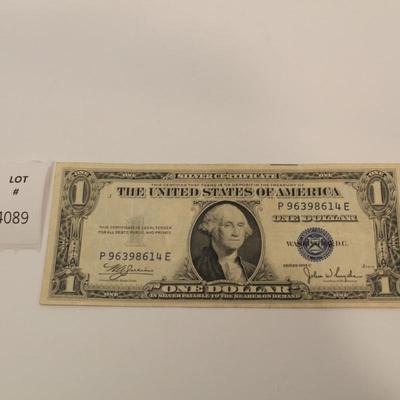 LOT
#
4089
SILVER CERTIFICATE
1
1
THIS CERTIFIES THAT THERE IS ON DEPOSIT IN THE TREASURY OF
THE UNITED STATES OF AMERICA
P 96398614 E
ONE DOLLAR
THIS CERTIFICATE IS LEGAL TENDER
FOR ALL DEBTS PUBLIC AND PRIVATE
WASHINGTON, D.C.
P 96398614 E
1
1
ONE DOLLAR
IN SILVER PAYABLE TO THE BEARER ON DEMAND